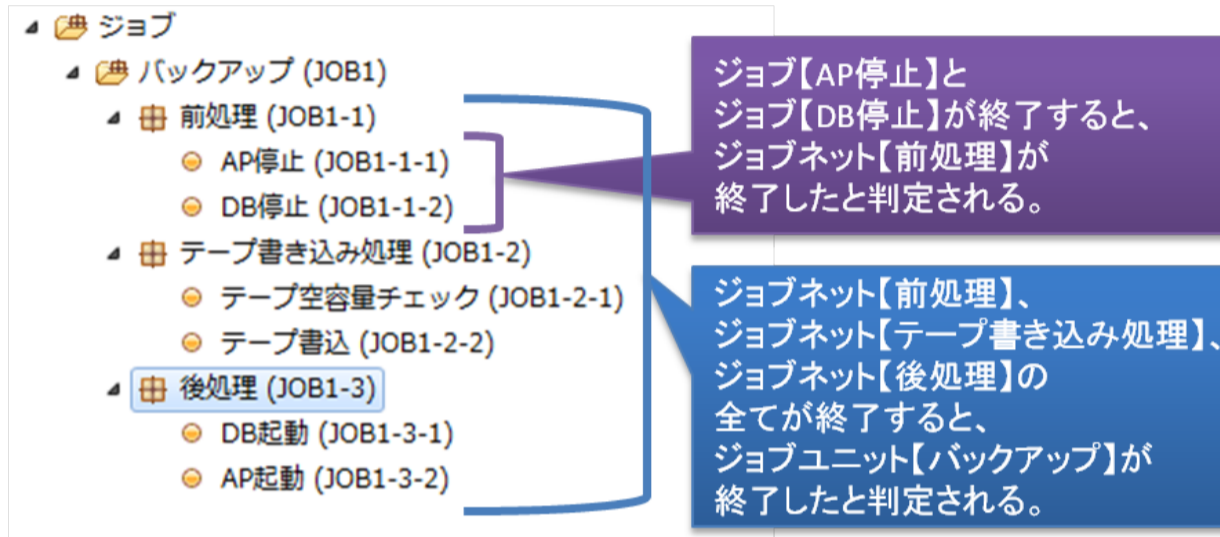 ジョブ
バックアップ (JOB1)
前処理 (JOB1-1)
AP停止 (JOB1-1-1)
DB停止 (JOB1-1-2)
テープ書き込み処理 (JOB1-2)
テープ空容量チェック (JOB1-2-1)
テープ書込 (JOB1-2-2)
後処理 (JOB1-3)
DB起動 (JOB1-3-1)
AP起動 (JOB1-3-2)
ジョブ【AP停止】と
ジョブ【DB停止】が終了すると、
ジョブネット【前処理】が
終了したと判定される。
ジョブネット【前処理】、
ジョブネット【テープ書き込み処理】、
ジョブネット【後処理】の
全てが終了すると、
ジョブユニット【バックアップ】が
終了したと判定される。